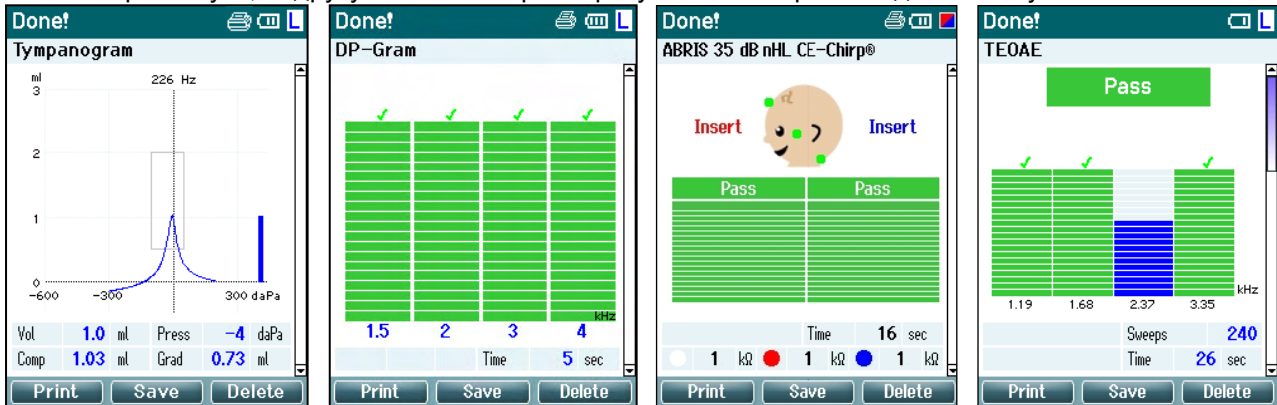 Done! L
Tympanogram
ml
226 Hz
3
2
1
0
-600 -300 300 daPa
Vol 1.0 ml Press -4 daPa
Comp 1.03 ml Grad 0.73 ml
Print Save Delete
Done! L
DP-Gram
kHz
1.5 2 3 4
Time 5 sec
Print Save Delete
Done!
ABRIS 35 dB nHL CE-Chirp®
Insert Insert
Pass Pass
Time 16 sec
1 kΩ 1 kΩ 1 kΩ
Print Save Delete
Done! L
TEOAE
Pass
kHz
1.19 1.68 2.37 3.35
Sweeps 240
Time 26 sec
Print Save Delete